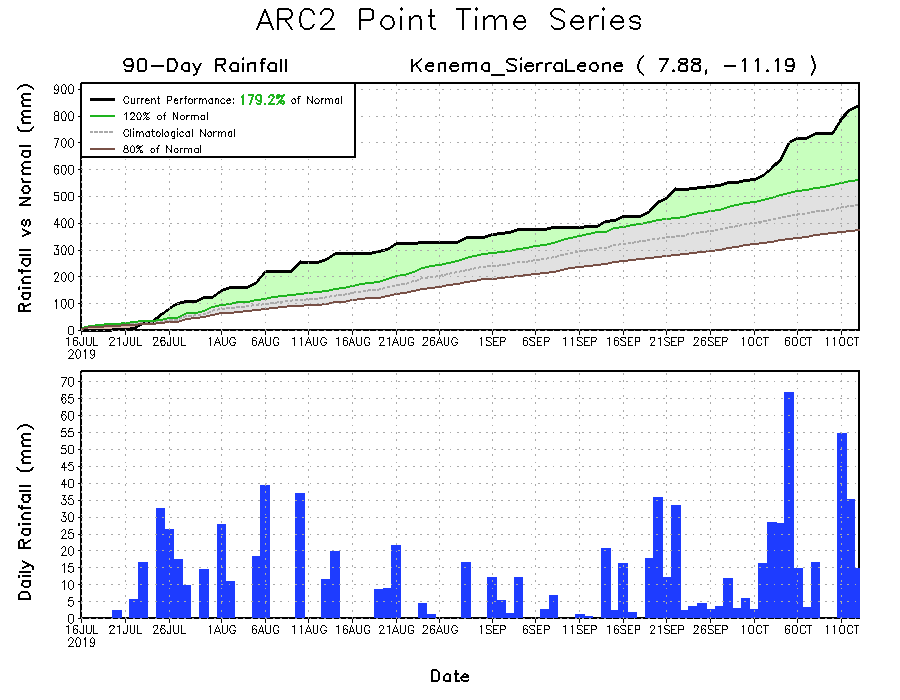 ARC2 Point Time Series
90-Day Rainfall
Kenema_SierraLeone ( 7.88, -11.19 )
Rainfall vs Normal (mm)
Current Performance: 179.2% of Normal
120% of Normal
Climatological Normal
80% of Normal
900
800
700
600
500
400
300
200
100
0
16JUL 21JUL 26JUL 1AUG 6AUG 11AUG 16AUG 21AUG 26AUG 1SEP 6SEP 11SEP 16SEP 21SEP 26SEP 1OCT 6OCT 11OCT
2019
Daily Rainfall (mm)
70
65
60
55
50
45
40
35
30
25
20
15
10
5
0
16JUL 21JUL 26JUL 1AUG 6AUG 11AUG 16AUG 21AUG 26AUG 1SEP 6SEP 11SEP 16SEP 21SEP 26SEP 1OCT 6OCT 11OCT
2019
Date